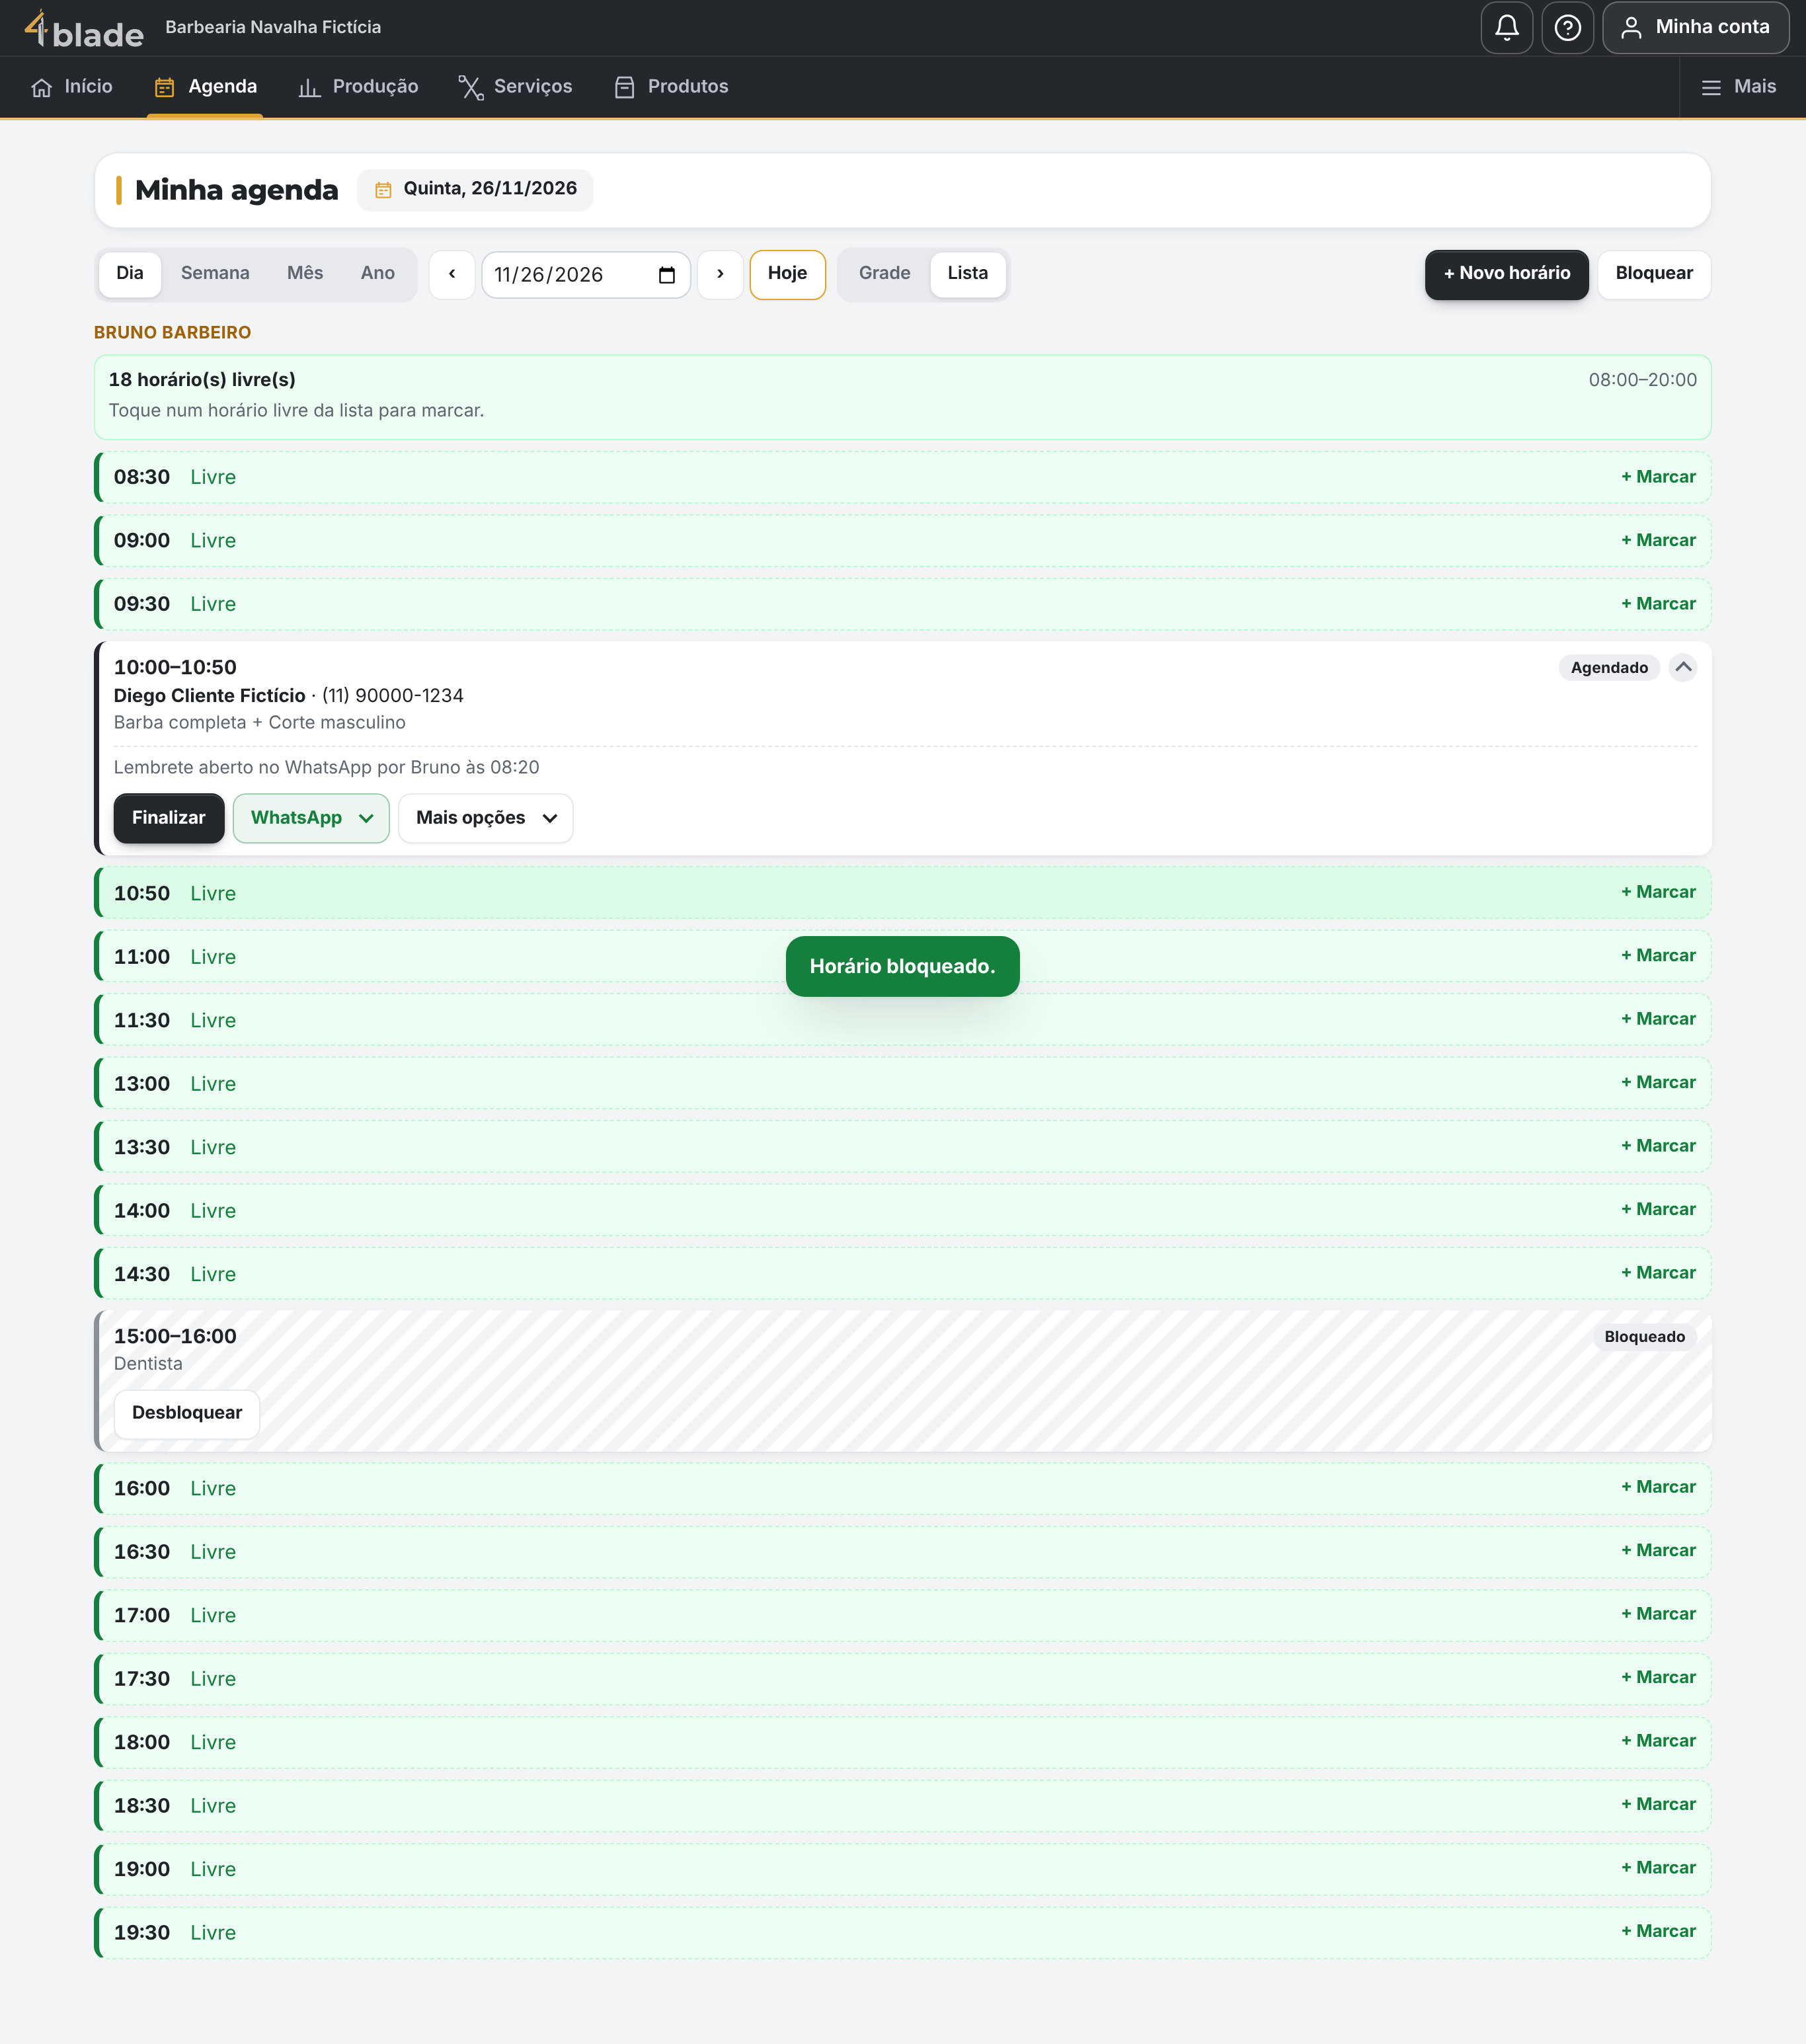 4blade
Barbearia Navalha Fictícia
Minha conta
Início
Agenda
Produção
Serviços
Produtos
Mais
Minha agenda
Quinta, 26/11/2026
Dia
Semana
Mês
Ano
‹
11/26/2026
›
Hoje
Grade
Lista
+ Novo horário
Bloquear
BRUNO BARBEIRO
18 horário(s) livre(s)
08:00–20:00
Toque num horário livre da lista para marcar.
08:30 Livre + Marcar
09:00 Livre + Marcar
09:30 Livre + Marcar
10:00–10:50
Agendado
Diego Cliente Fictício · (11) 90000-1234
Barba completa + Corte masculino
Lembrete aberto no WhatsApp por Bruno às 08:20
Finalizar
WhatsApp
Mais opções
10:50 Livre + Marcar
11:00 Livre + Marcar
Horário bloqueado.
11:30 Livre + Marcar
13:00 Livre + Marcar
13:30 Livre + Marcar
14:00 Livre + Marcar
14:30 Livre + Marcar
15:00–16:00
Bloqueado
Dentista
Desbloquear
16:00 Livre + Marcar
16:30 Livre + Marcar
17:00 Livre + Marcar
17:30 Livre + Marcar
18:00 Livre + Marcar
18:30 Livre + Marcar
19:00 Livre + Marcar
19:30 Livre + Marcar